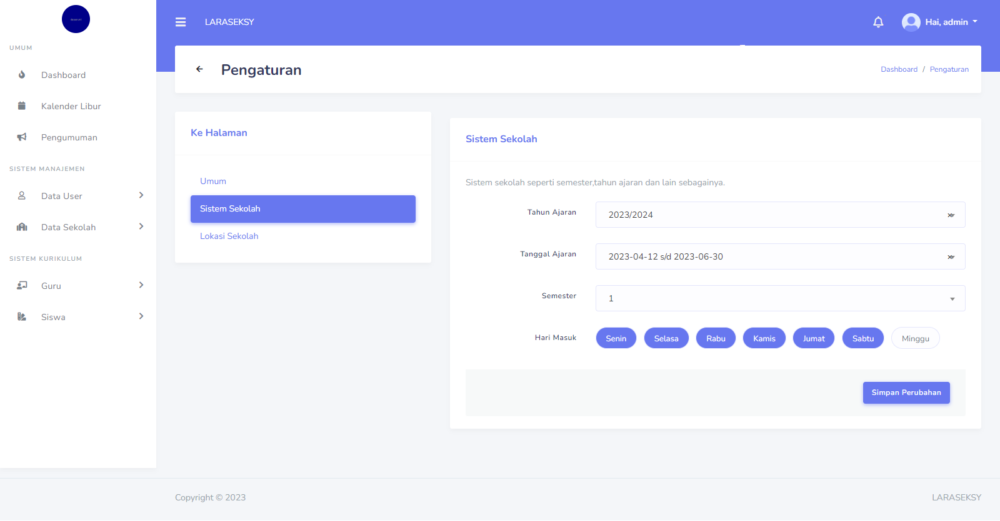 LARASEKSY
Hai, admin
UMUM
Dashboard
Kalender Libur
Pengumuman
SISTEM MANAJEMEN
Data User
Data Sekolah
SISTEM KURIKULUM
Guru
Siswa
Pengaturan
Dashboard / Pengaturan
Ke Halaman
Umum
Sistem Sekolah
Lokasi Sekolah
Sistem Sekolah
Sistem sekolah seperti semester,tahun ajaran dan lain sebagainya.
Tahun Ajaran 2023/2024 ×
Tanggal Ajaran 2023-04-12 s/d 2023-06-30 ×
Semester 1
Hari Masuk Senin Selasa Rabu Kamis Jumat Sabtu Minggu
Simpan Perubahan
Copyright © 2023
LARASEKSY